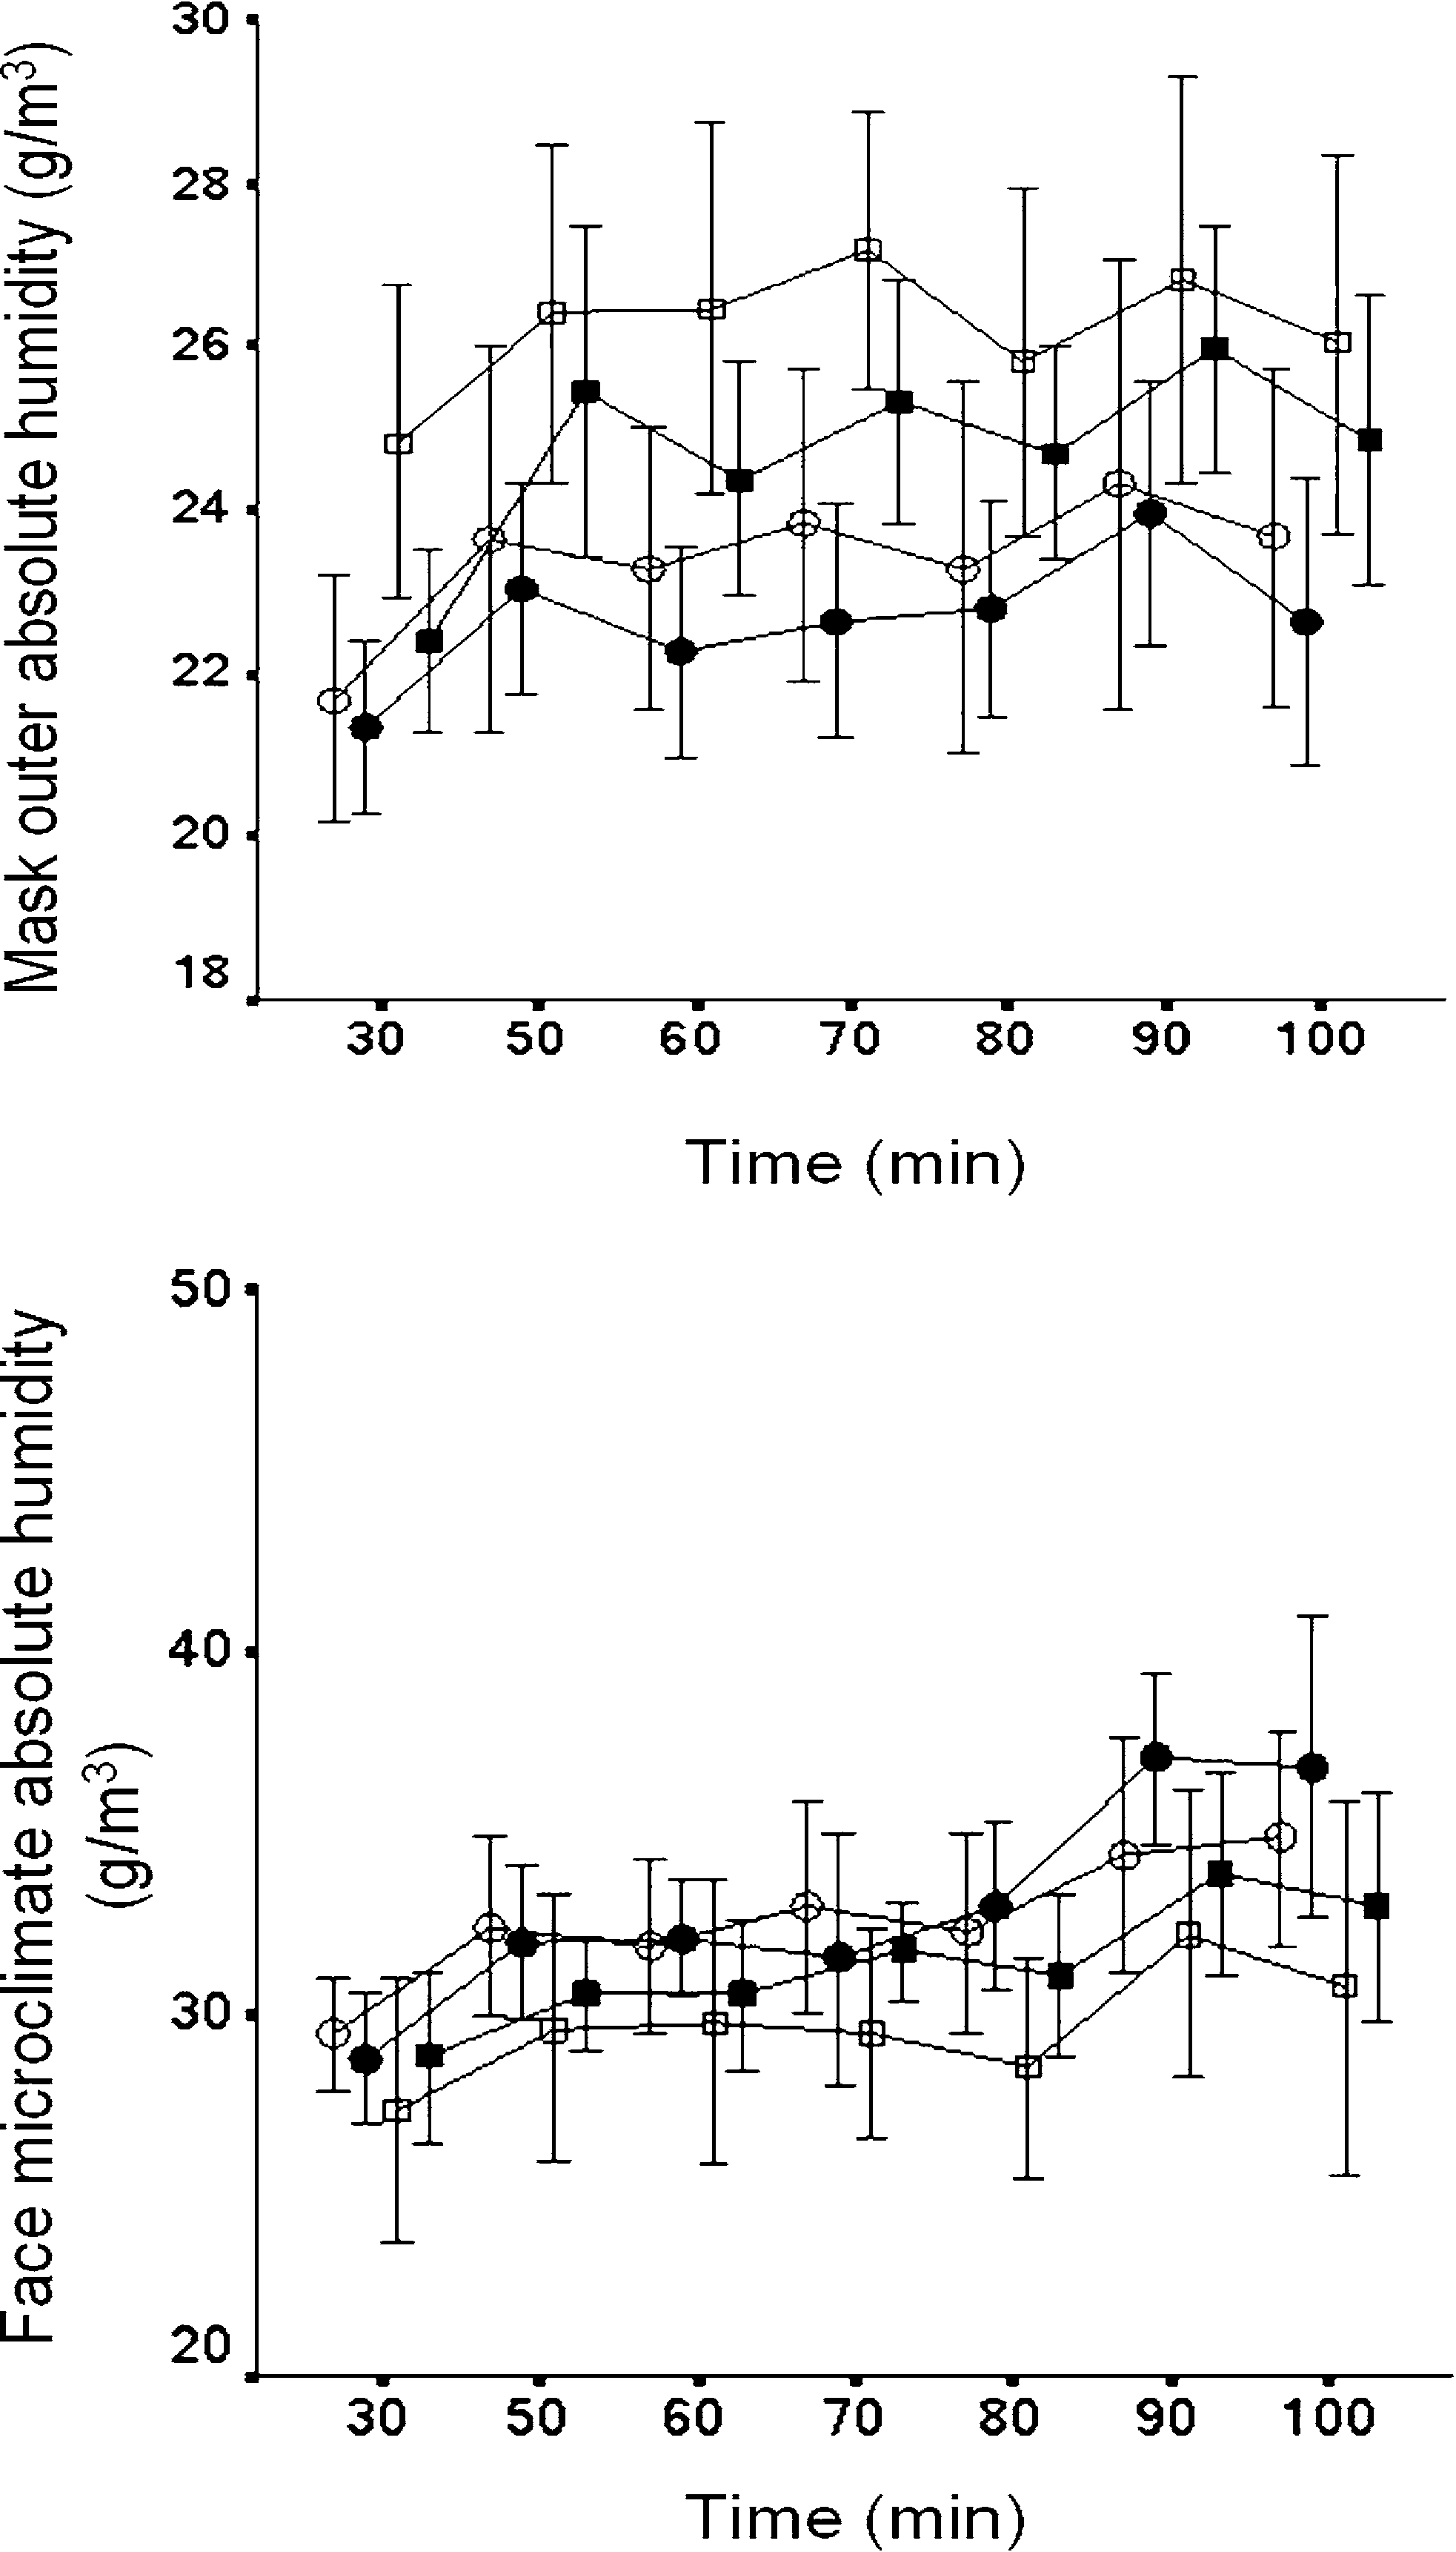 Mask outer absolute humidity (g/m³)
30
28
26
24
22
20
18
30 50 60 70 80 90 100
Time (min)
Face microclimate absolute humidity
(g/m³)
50
40
30
20
30 50 60 70 80 90 100
Time (min)